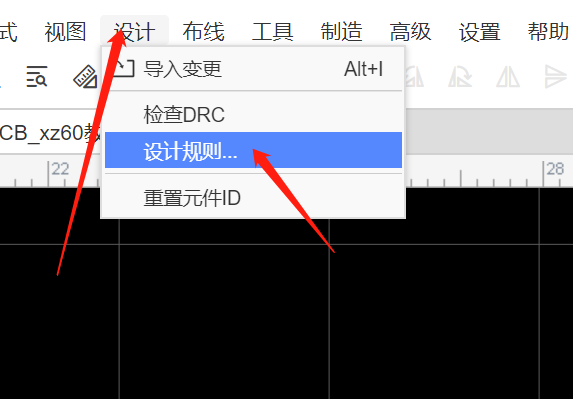 式 视图 设计 布线 工具 制造 高级 设置 帮助
导入变更 Alt+I
检查DRC
CB_xz60教
设计规则...
22 28
重置元件ID